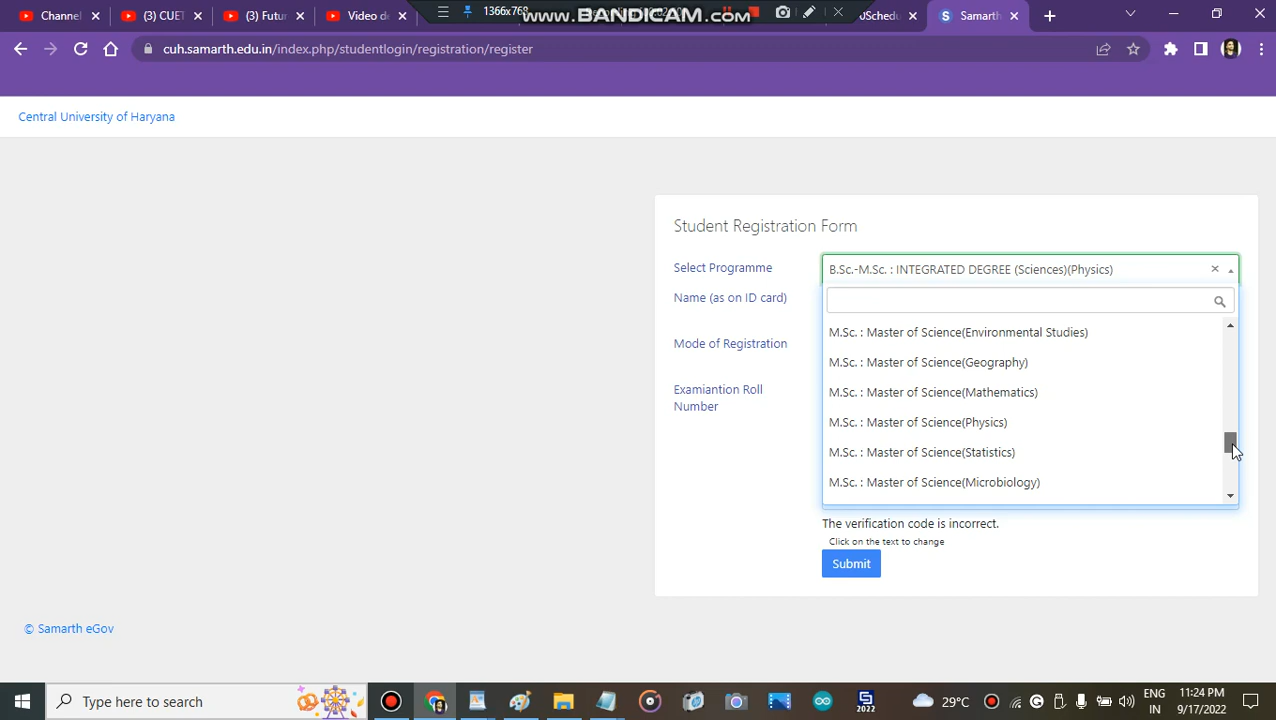 Channel
(3) CUET
(3) Futur
Video de
1366x768
www.BANDICAM.com
0Schedu
Samarth
cuh.samarth.edu.in/index.php/studentlogin/registration/register
Central University of Haryana
Student Registration Form
Select Programme
B.Sc.-M.Sc. : INTEGRATED DEGREE (Sciences)(Physics)
Name (as on ID card)
M.Sc. : Master of Science(Environmental Studies)
Mode of Registration
M.Sc. : Master of Science(Geography)
Examiantion Roll
Number
M.Sc. : Master of Science(Mathematics)
M.Sc. : Master of Science(Physics)
M.Sc. : Master of Science(Statistics)
M.Sc. : Master of Science(Microbiology)
The verification code is incorrect.
Click on the text to change
Submit
© Samarth eGov
Type here to search
2022
29°C
ENG
IN
11:24 PM
9/17/2022